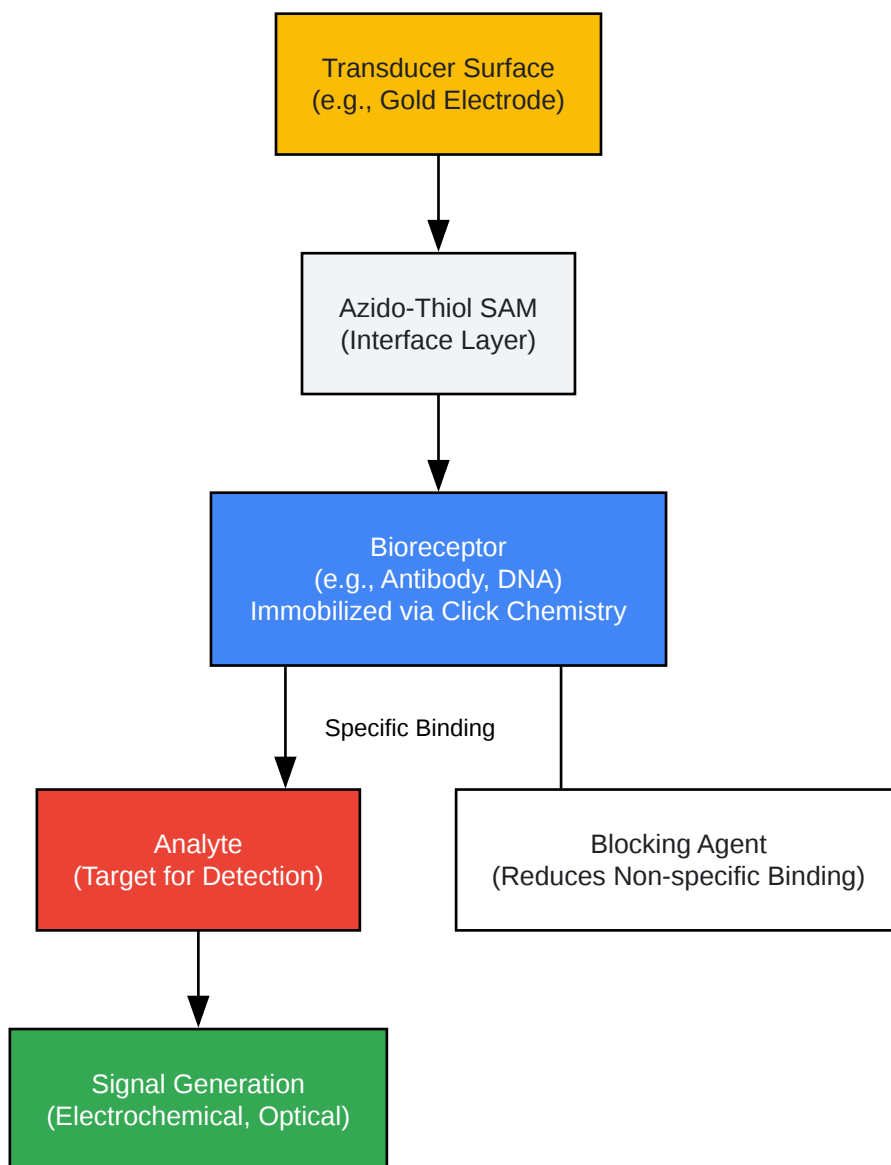 Transducer Surface
(e.g., Gold Electrode)
Azido-Thiol SAM
(Interface Layer)
Bioreceptor
(e.g., Antibody, DNA)
Immobilized via Click Chemistry
Specific Binding
Analyte
(Target for Detection)
Blocking Agent
(Reduces Non-specific Binding)
Signal Generation
(Electrochemical, Optical)